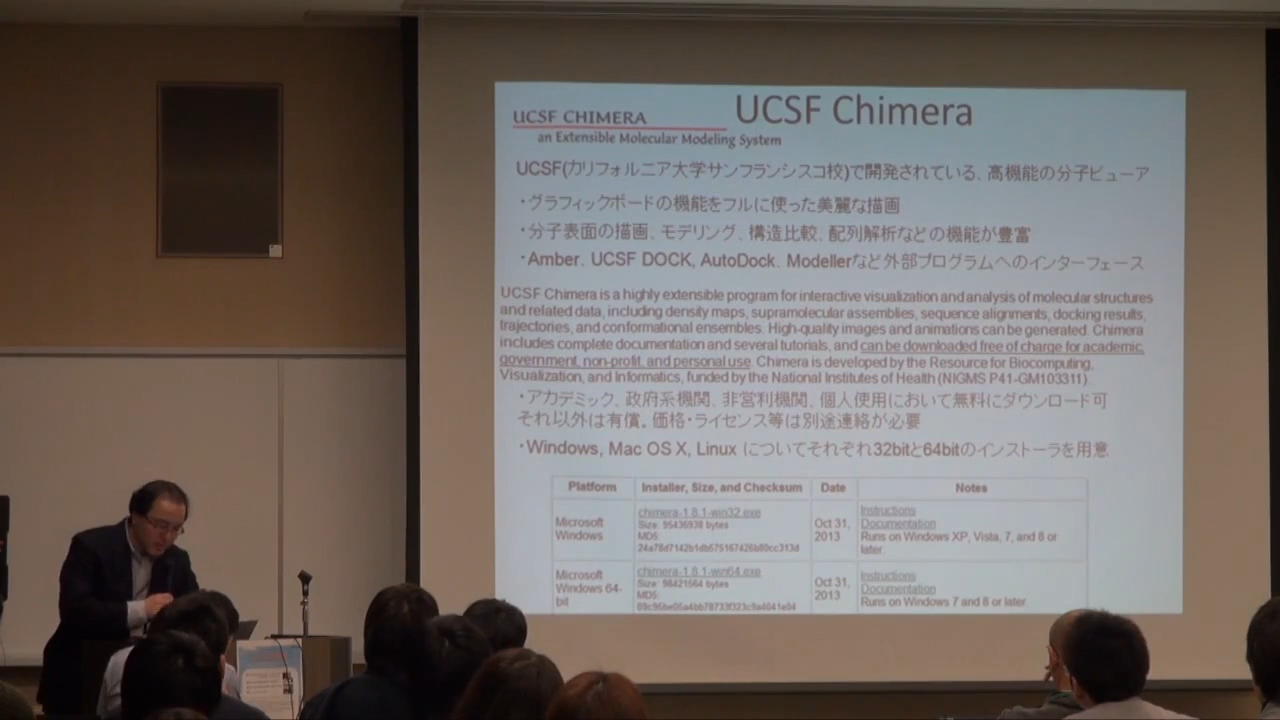 UCSF Chimera
UCSF CHIMERA
an Extensible Molecular Modeling System
UCSF(カリフォルニア大学サンフランシスコ校)で開発されている、高機能の分子ビューア
・グラフィックボードの機能をフルに使った美麗な描画
・分子表面の描画、モデリング、構造比較、配列解析などの機能が豊富
・Amber、UCSF DOCK, AutoDock、Modellerなど外部プログラムへのインターフェース
UCSF Chimera is a highly extensible program for interactive visualization and analysis of molecular structures
and related data, including density maps, supramolecular assemblies, sequence alignments, docking results,
trajectories, and conformational ensembles. High-quality images and animations can be generated. Chimera
includes complete documentation and several tutorials, and can be downloaded free of charge for academic,
government, non-profit, and personal use. Chimera is developed by the Resource for Biocomputing,
Visualization, and Informatics, funded by the National Institutes of Health (NIGMS P41-GM103311).
・アカデミック、政府系機関、非営利機関、個人使用において無料にダウンロード可
それ以外は有償。価格・ライセンス等は別途連絡が必要
・Windows, Mac OS X, Linux についてそれぞれ32bitと64bitのインストーラを用意
Platform Installer, Size, and Checksum Date Notes
Microsoft Windows
chimera-1.8.1-win32.exe
Size: 95436938 bytes
MD5:
Oct 31, 2013
Instructions
Documentation
Runs on Windows XP, Vista, 7, and 8 or
later.
Microsoft Windows 64-bit
chimera-1.8.1-win64.exe
Size: 98421564 bytes
MD5:
Oct 31, 2013
Instructions
Documentation
Runs on Windows 7 and 8 or later.